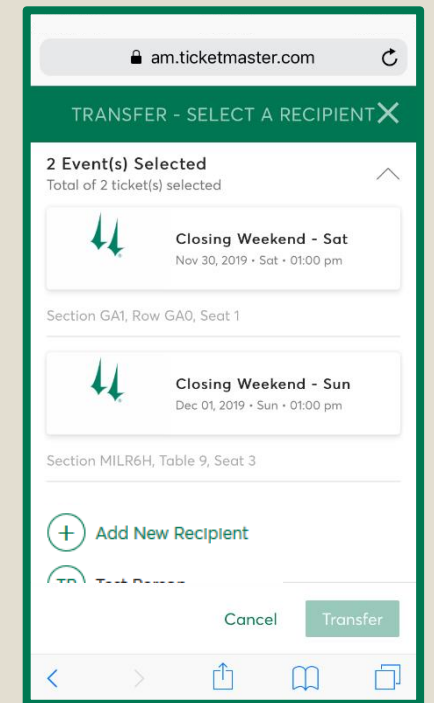 am.ticketmaster.com
TRANSFER - SELECT A RECIPIENT
2 Event(s) Selected
Total of 2 ticket(s) selected
Closing Weekend - Sat
Nov 30, 2019 • Sat • 01:00 pm
Section GA1, Row GA0, Seat 1
Closing Weekend - Sun
Dec 01, 2019 • Sun • 01:00 pm
Section MILR6H, Table 9, Seat 3
Add New Recipient
Cancel Transfer